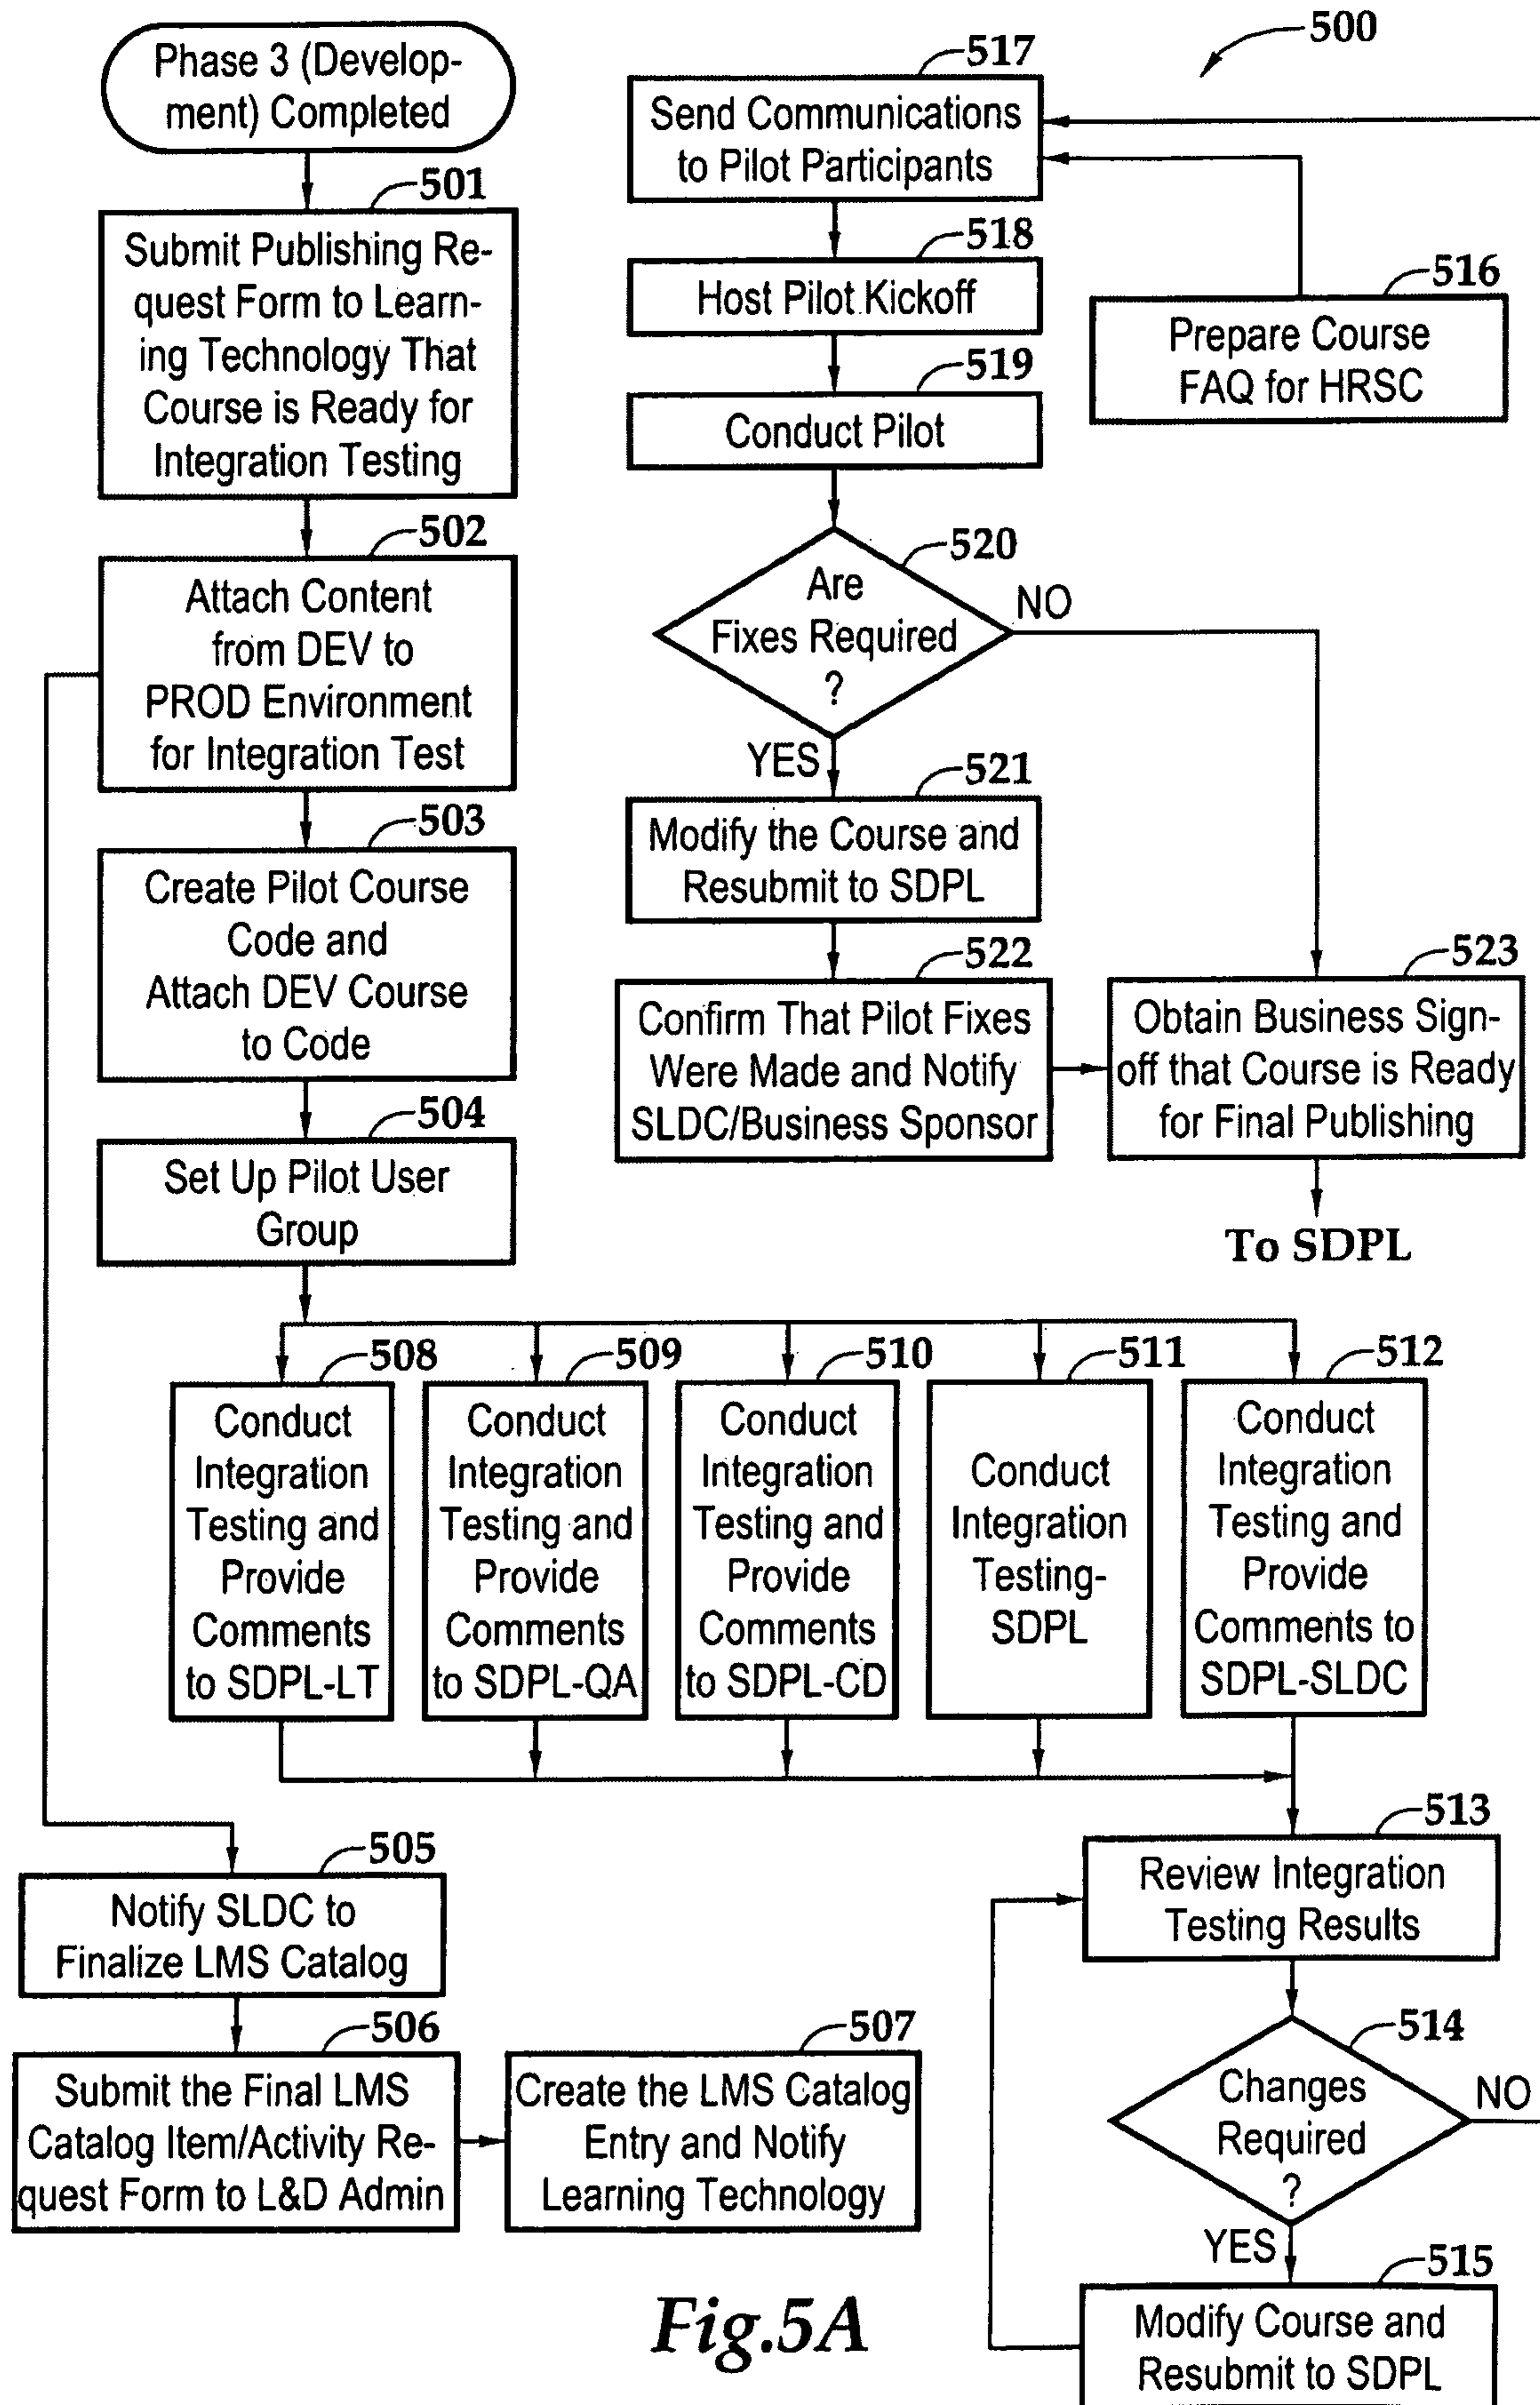 Phase 3 (Develop-
ment) Completed
501
Submit Publishing Re-
quest Form to Learn-
ing Technology That
Course is Ready for
Integration Testing
502
Attach Content
from DEV to
PROD Environment
for Integration Test
503
Create Pilot Course
Code and
Attach DEV Course
to Code
504
Set Up Pilot User
Group
500
517
Send Communications
to Pilot Participants
518
Host Pilot Kickoff
516
Prepare Course
FAQ for HRSC
519
Conduct Pilot
520
Are
Fixes Required
?
NO
YES
521
Modify the Course and
Resubmit to SDPL
522
Confirm That Pilot Fixes
Were Made and Notify
SLDC/Business Sponsor
523
Obtain Business Sign-
off that Course is Ready
for Final Publishing
To SDPL
508
Conduct
Integration
Testing and
Provide
Comments
to SDPL-LT
509
Conduct
Integration
Testing and
Provide
Comments
to SDPL-QA
510
Conduct
Integration
Testing and
Provide
Comments
to SDPL-CD
511
Conduct
Integration
Testing-
SDPL
512
Conduct
Integration
Testing and
Provide
Comments to
SDPL-SLDC
505
Notify SLDC to
Finalize LMS Catalog
506
Submit the Final LMS
Catalog Item/Activity Re-
quest Form to L&D Admin
507
Create the LMS Catalog
Entry and Notify
Learning Technology
513
Review Integration
Testing Results
514
Changes
Required
?
NO
YES
515
Modify Course and
Resubmit to SDPL
Fig.5A